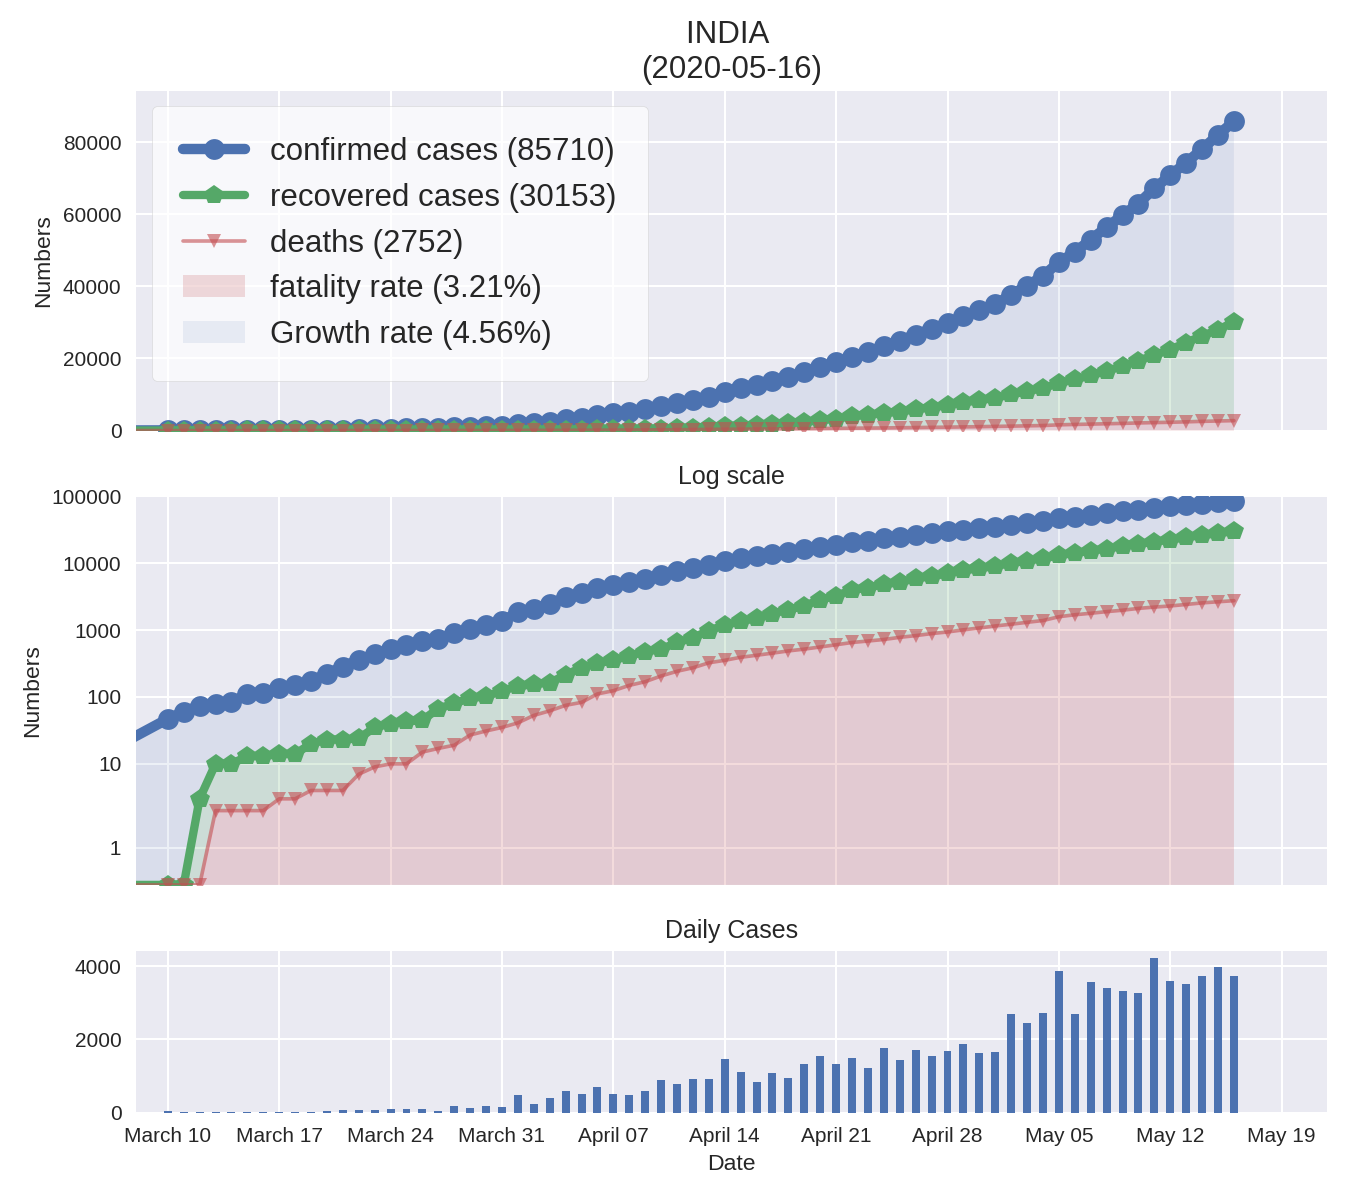 INDIA
(2020-05-16)
confirmed cases (85710)
recovered cases (30153)
deaths (2752)
fatality rate (3.21%)
Growth rate (4.56%)
Numbers
80000
60000
40000
20000
0
Log scale
Numbers
100000
10000
1000
100
10
1
Daily Cases
4000
2000
0
March 10 March 17 March 24 March 31 April 07 April 14 April 21 April 28 May 05 May 12 May 19
Date